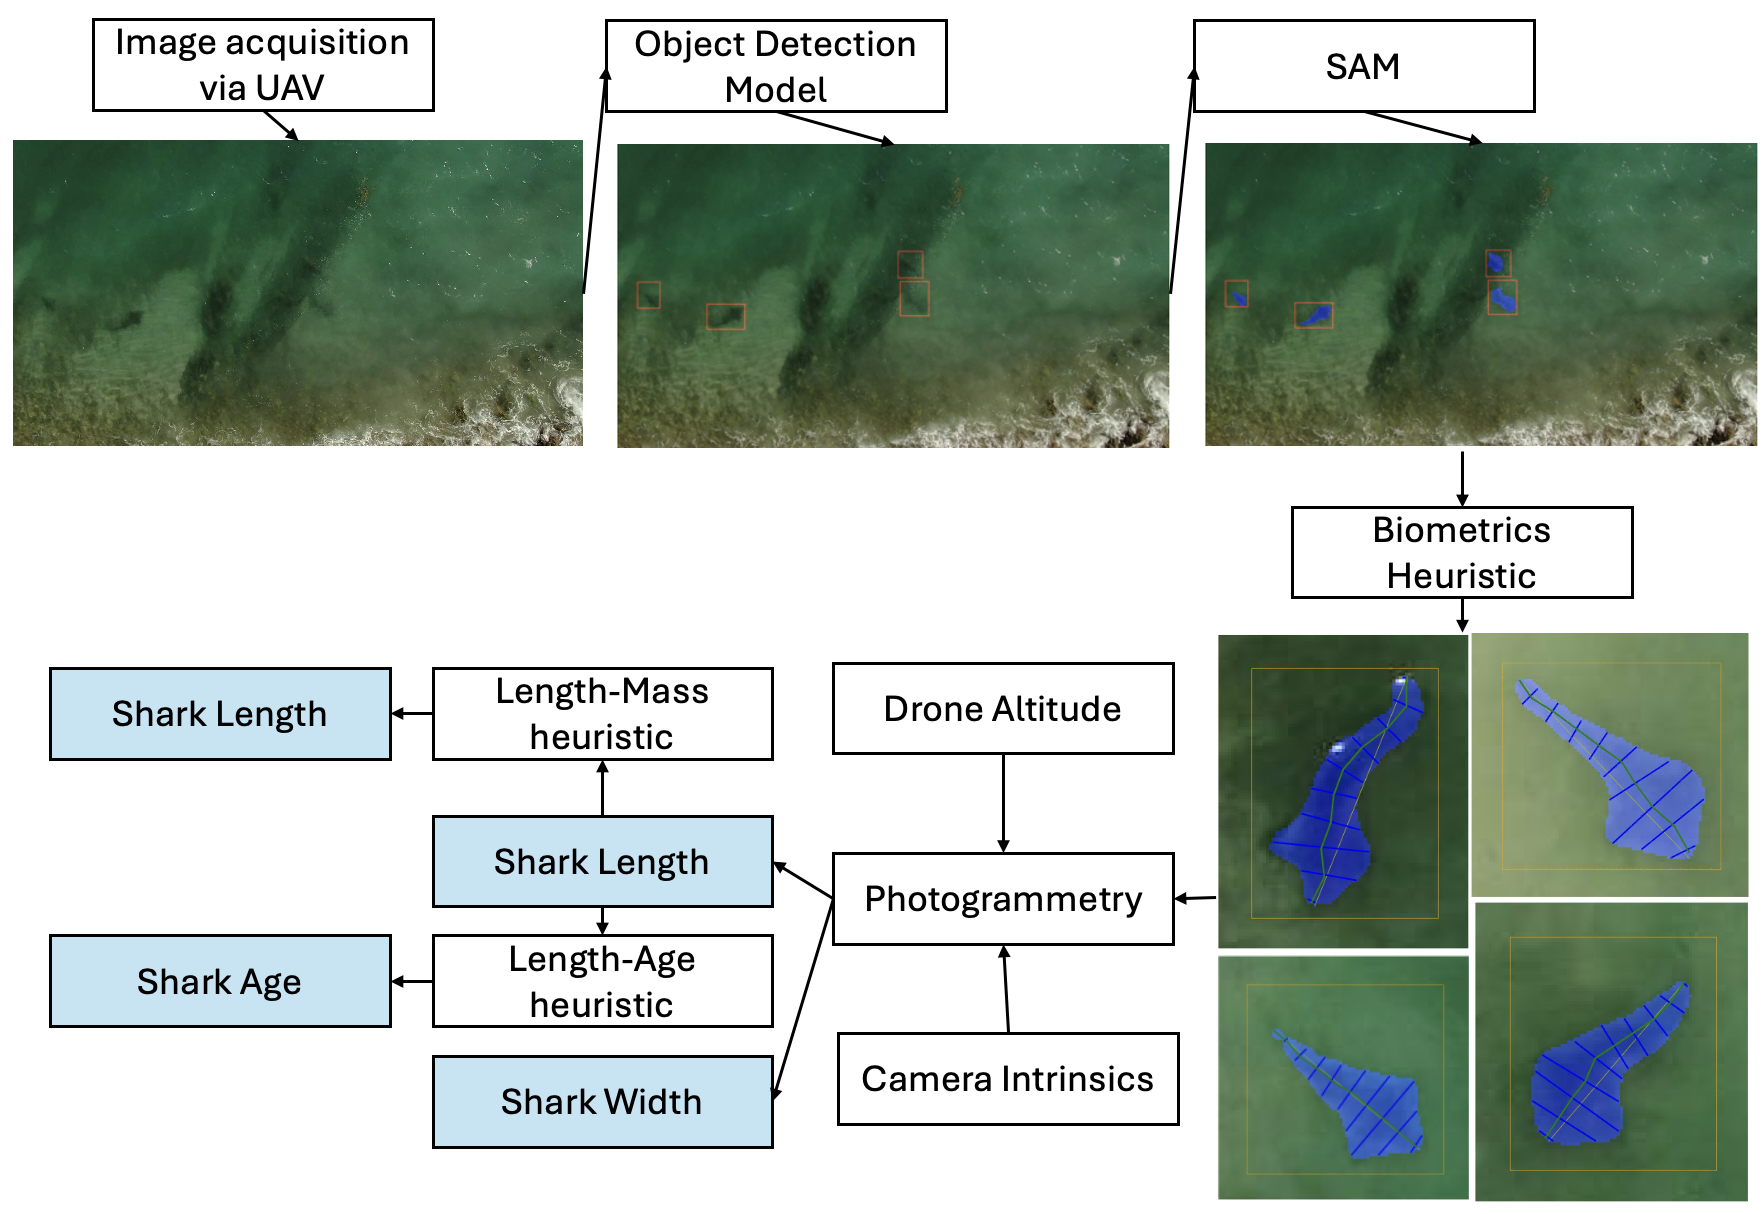 Image acquisition
via UAV
Object Detection
Model
SAM
Biometrics
Heuristic
Shark Length
Length-Mass
heuristic
Drone Altitude
Shark Length
Photogrammetry
Shark Age
Length-Age
heuristic
Shark Width
Camera Intrinsics